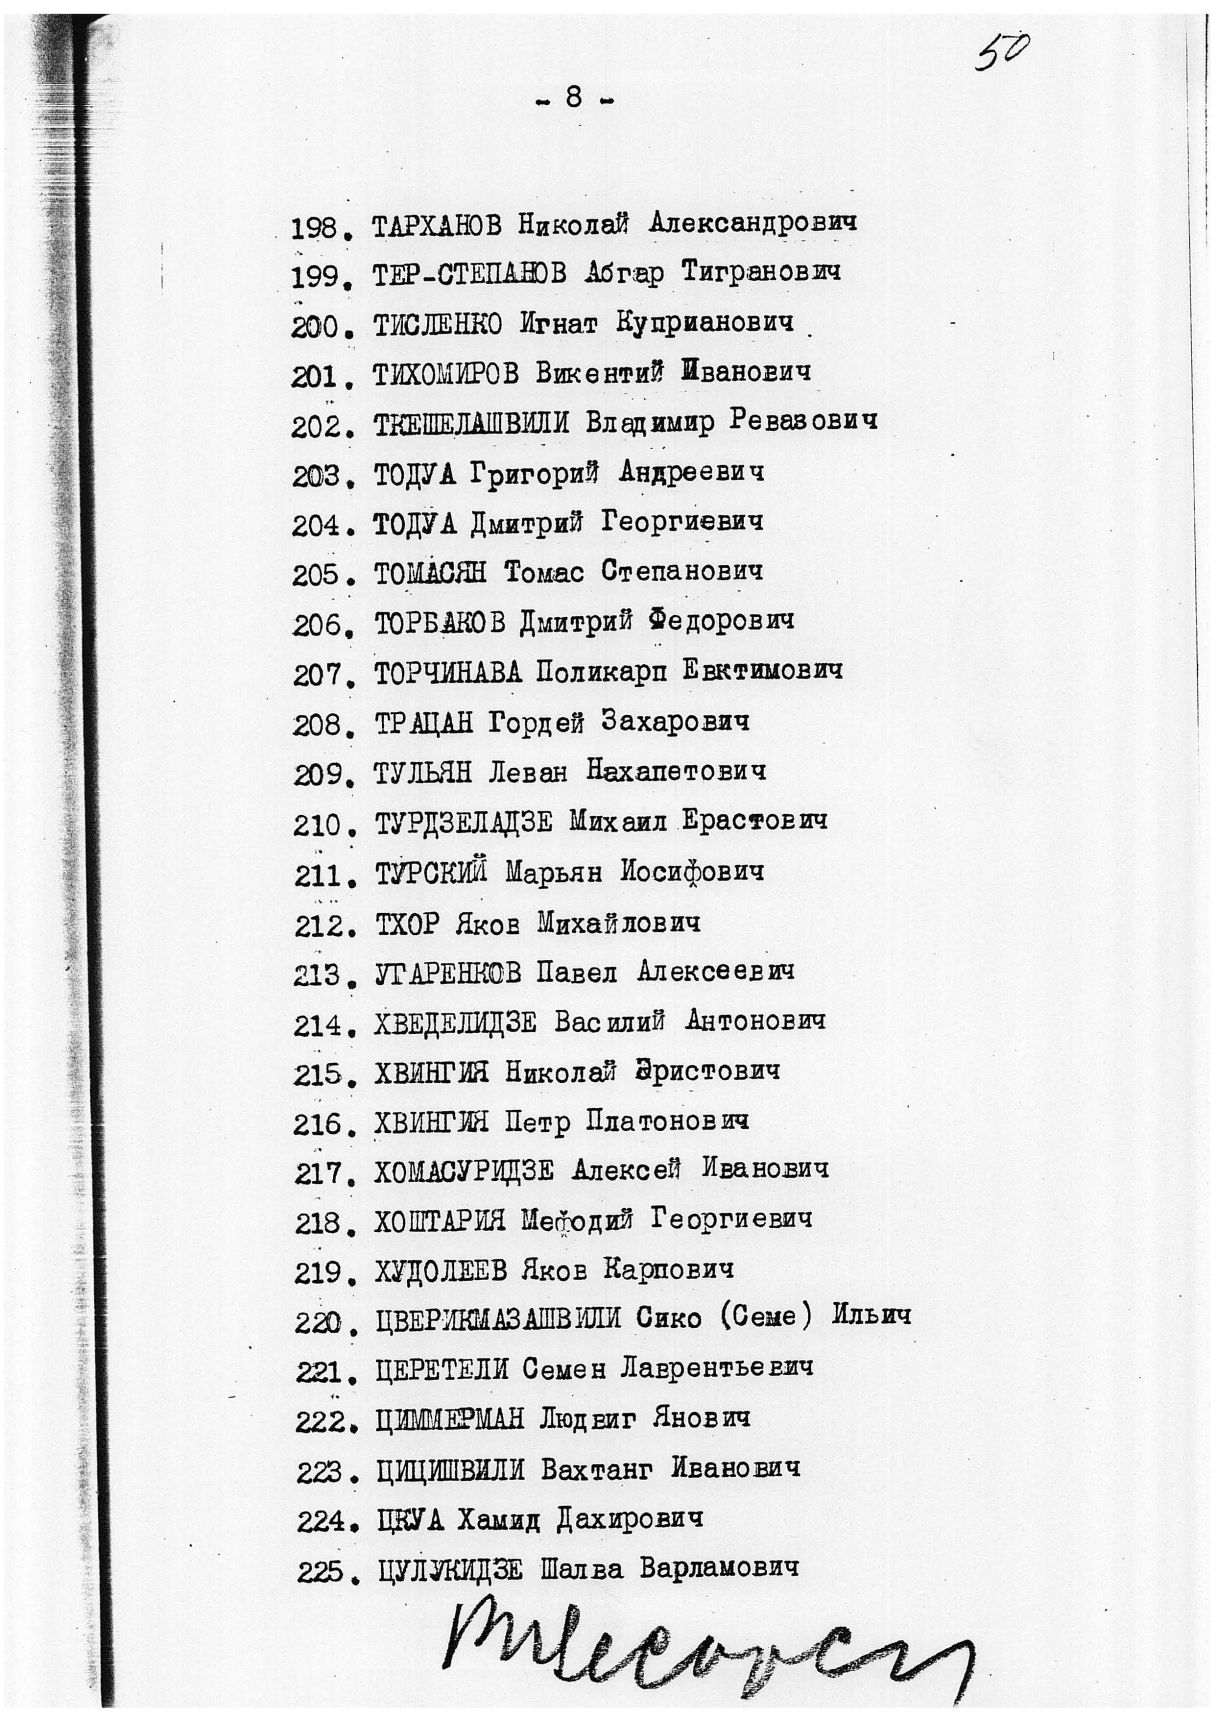 50
- 8 -
198. ТАРХАНОВ Николай Александрович
199. ТЕР-СТЕПАНОВ Абгар Тигранович
200. ТИСЛЕНКО Игнат Куприанович
201. ТИХОМИРОВ Викентий Иванович
202. ТКЕШЕЛАШВИЛИ Владимир Ревазович
203. ТОДУА Григорий Андреевич
204. ТОДУА Дмитрий Георгиевич
205. ТОМАСЯН Томас Степанович
206. ТОРБАКОВ Дмитрий Федорович
207. ТОРЧИНАВА Поликарп Евктимович
208. ТРАЦАН Гордей Захарович
209. ТУЛЬЯН Леван Нахапетович
210. ТУРДЗЕЛАДЗЕ Михаил Ерастович
211. ТУРСКИЙ Марьян Иосифович
212. ТХОР Яков Михайлович
213. УГАРЕНКОВ Павел Алексеевич
214. ХВЕДЕЛИДЗЕ Василий Антонович
215. ХВИНГИЯ Николай Эристович
216. ХВИНГИЯ Петр Платонович
217. ХОМАСУРИДЗЕ Алексей Иванович
218. ХОШТАРИЯ Мефодий Георгиевич
219. ХУДОЛЕЕВ Яков Карпович
220. ЦВЕРИКМАЗАШВИЛИ Сико (Семе) Ильич
221. ЦЕРЕТЕЛИ Семен Лаврентьевич
222. ЦИММЕРМАН Людвиг Янович
223. ЦИЦИШВИЛИ Вахтанг Иванович
224. ЦКУА Хамид Дахирович
225. ЦУЛУКИДЗЕ Шалва Варламович